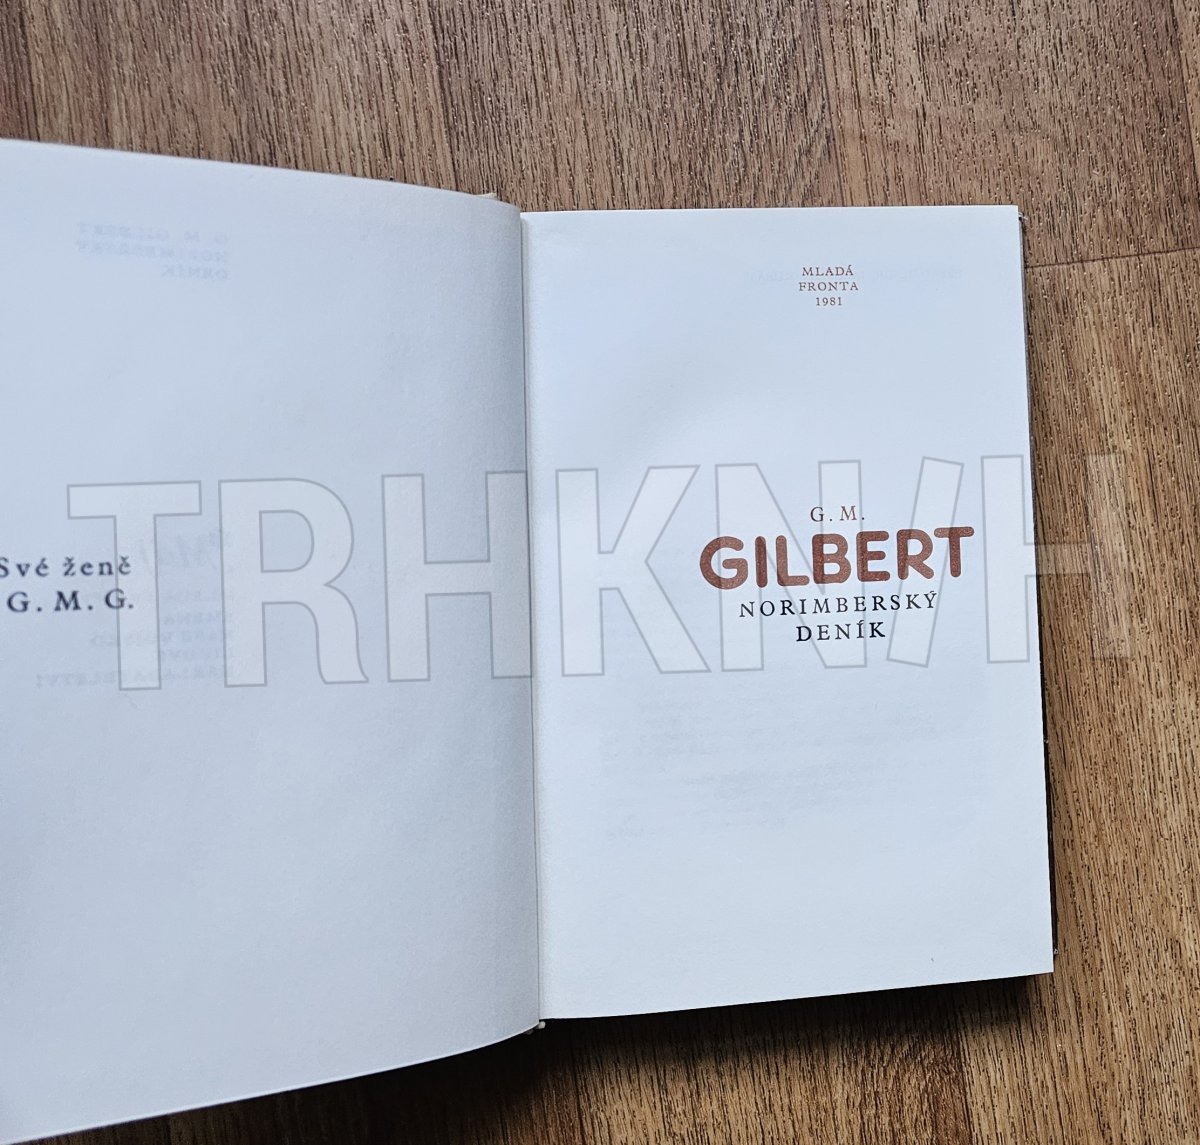 Své ženě
G. M. G.
MLADÁ
FRONTA
1981
G. M.
GILBERT
NORIMBERSKÝ
DENÍK
TRHKNIH